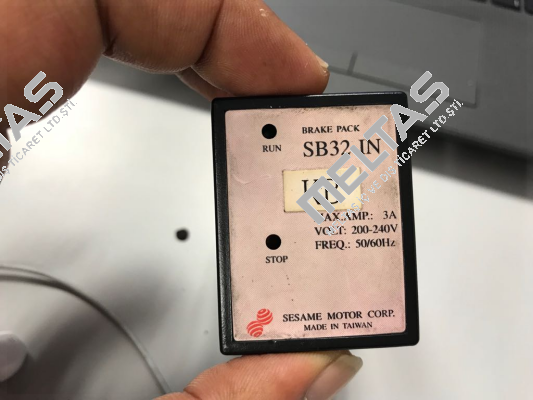 BRAKE PACK
RUN
SB32 IN
MAX.AMP.: 3A
VOLT: 200-240V
FREQ.: 50/60Hz
STOP
SESAME MOTOR CORP.
MADE IN TAIWAN
MELTAS
MELTAS
MELTAS